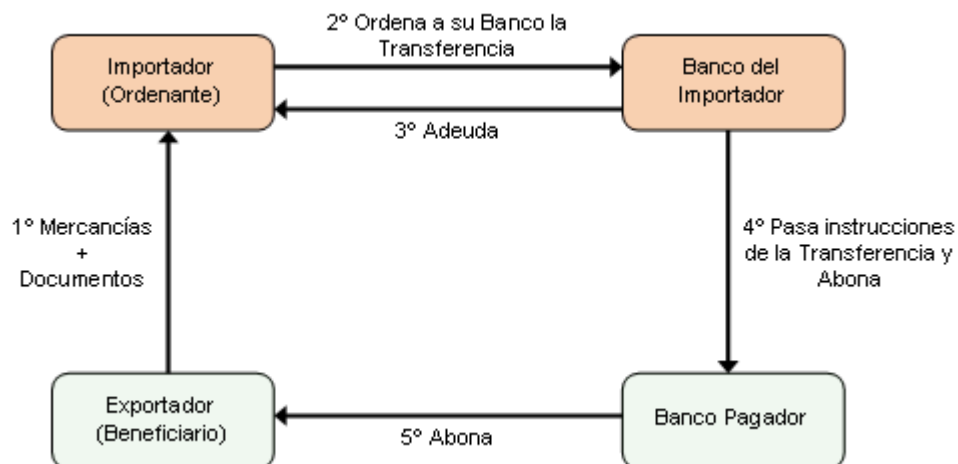 2º Ordena a su Banco la
Transferencia
Importador
(Ordenante)
Banco del
Importador
3º Adeuda
1º Mercancías
+
Documentos
4º Pasa instrucciones
de la Transferencia y
Abona
Exportador
(Beneficiario)
Banco Pagador
5º Abona